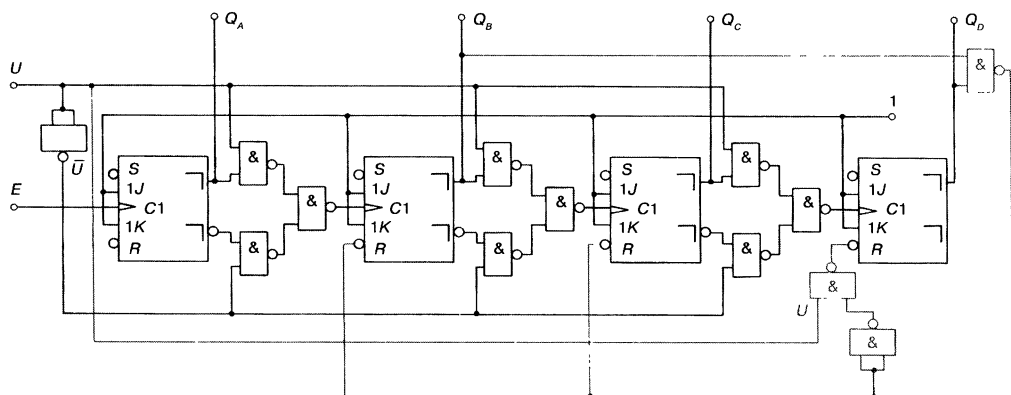 Q_A
Q_B
Q_C
Q_D
U
&
1
Ū
& & &
S S S S
1J & 1J & 1J & 1J
E C1 C1 C1 C1
1K 1K 1K 1K
R & R & R & R
&
U
&